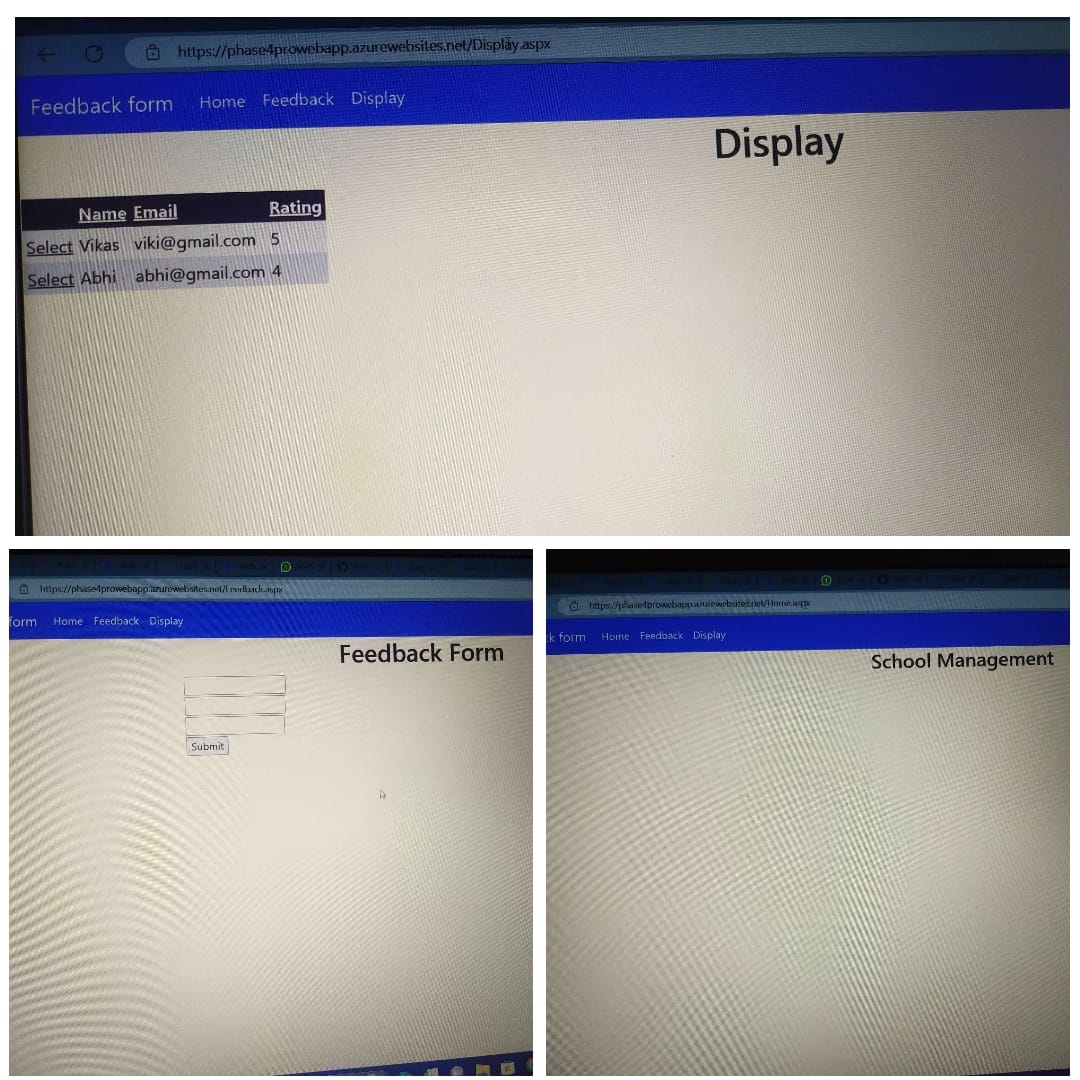 https://phase4prowebapp.azurewebsites.net/Display.aspx
Feedback form Home Feedback Display
Display
Name Email Rating
Select Vikas viki@gmail.com 5
Select Abhi abhi@gmail.com 4
https://phase4prowebapp.azurewebsites.net/Feedback.aspx
form Home Feedback Display
Feedback Form
Submit
https://phase4prowebapp.azurewebsites.net/Home.aspx
k form Home Feedback Display
School Management